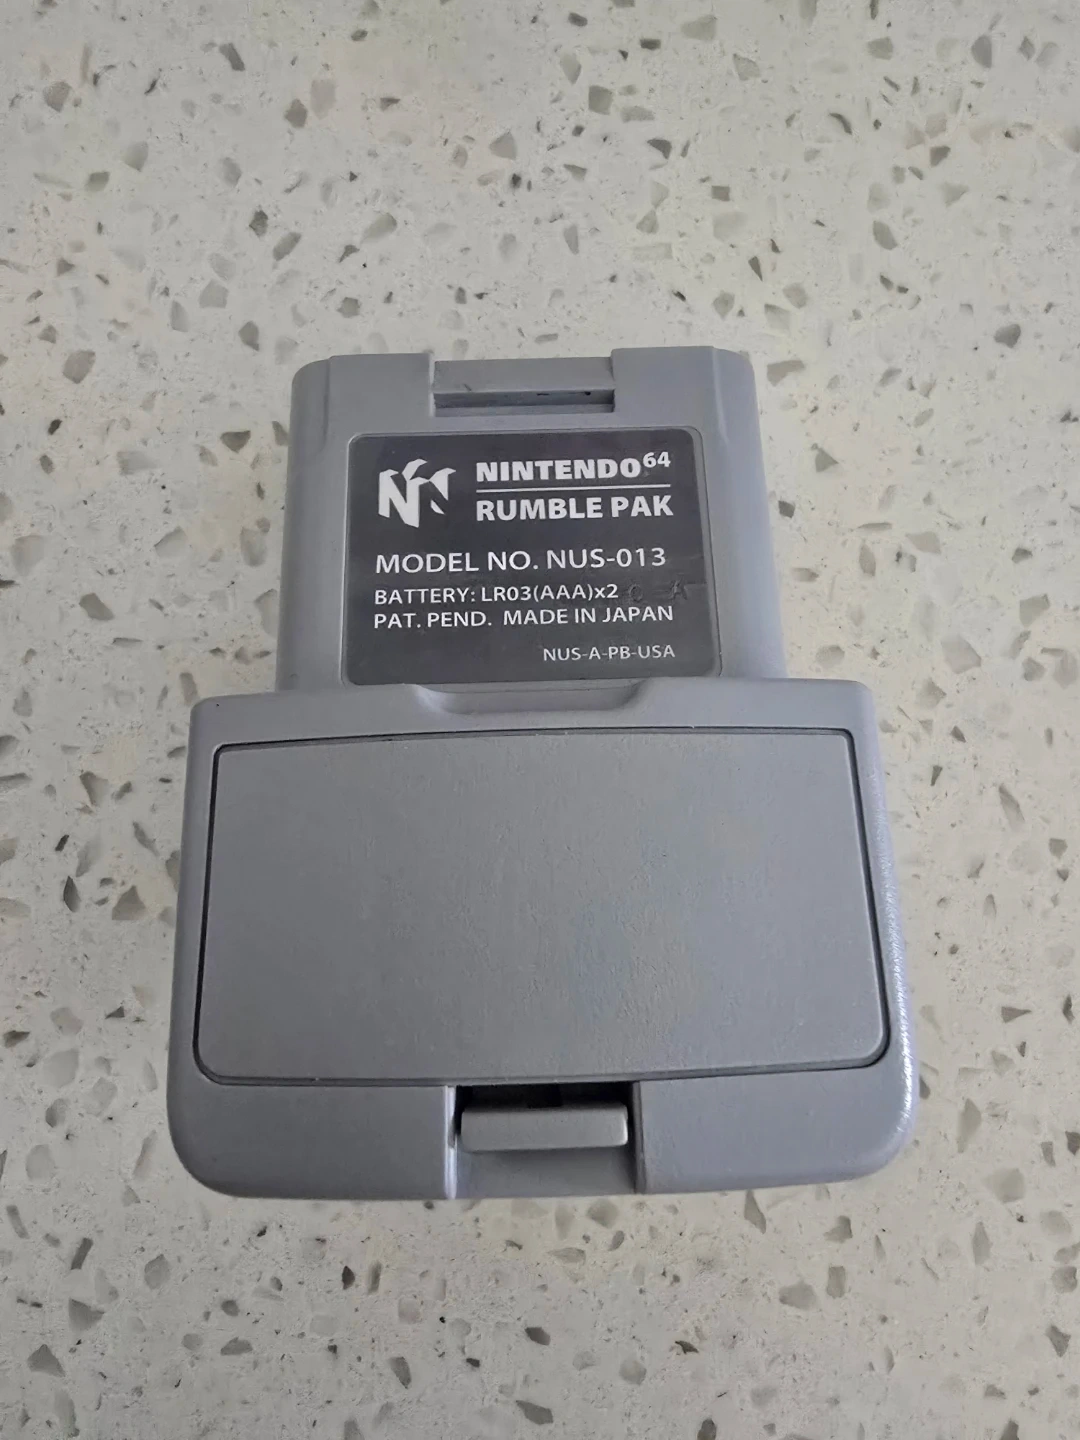 NINTENDO64
RUMBLE PAK
MODEL NO. NUS-013
BATTERY: LR03(AAA)x2
PAT. PEND. MADE IN JAPAN
NUS-A-PB-USA